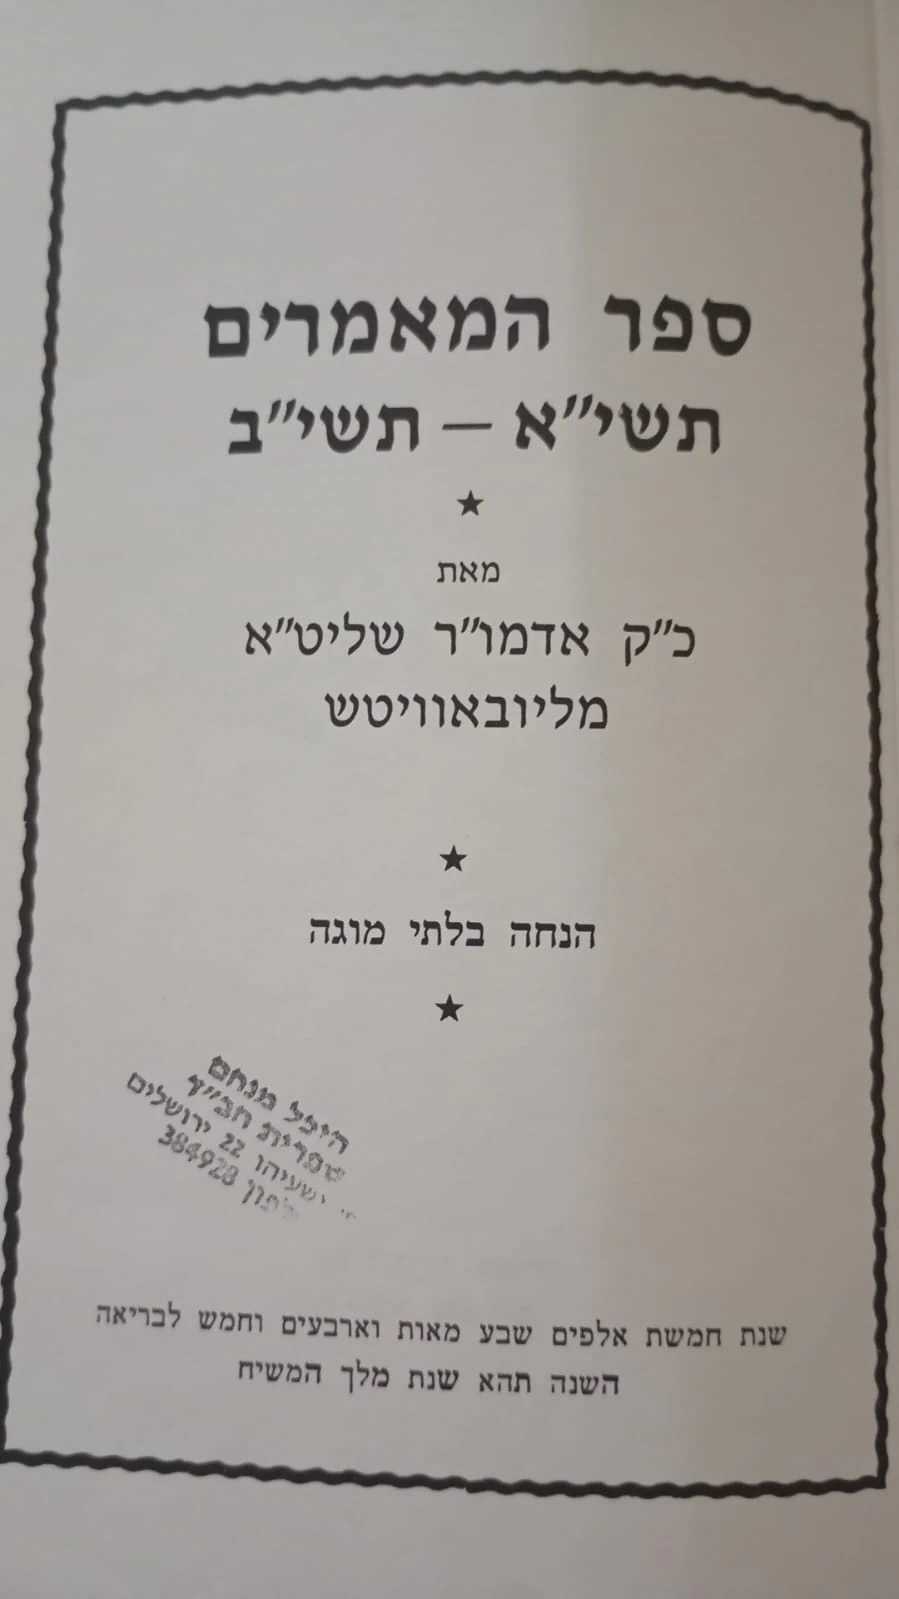 ספר המאמרים
תשי"א – תשי"ב
מאת
כ"ק אדמו"ר שליט"א
מליובאוויטש
הנחה בלתי מוגה
היכל מנחם
ספרית חב"ד
ישעיהו 22 ירושלים
384928
שנת חמשת אלפים שבע מאות וארבעים וחמש לבריאה
השנה תהא שנת מלך המשיח